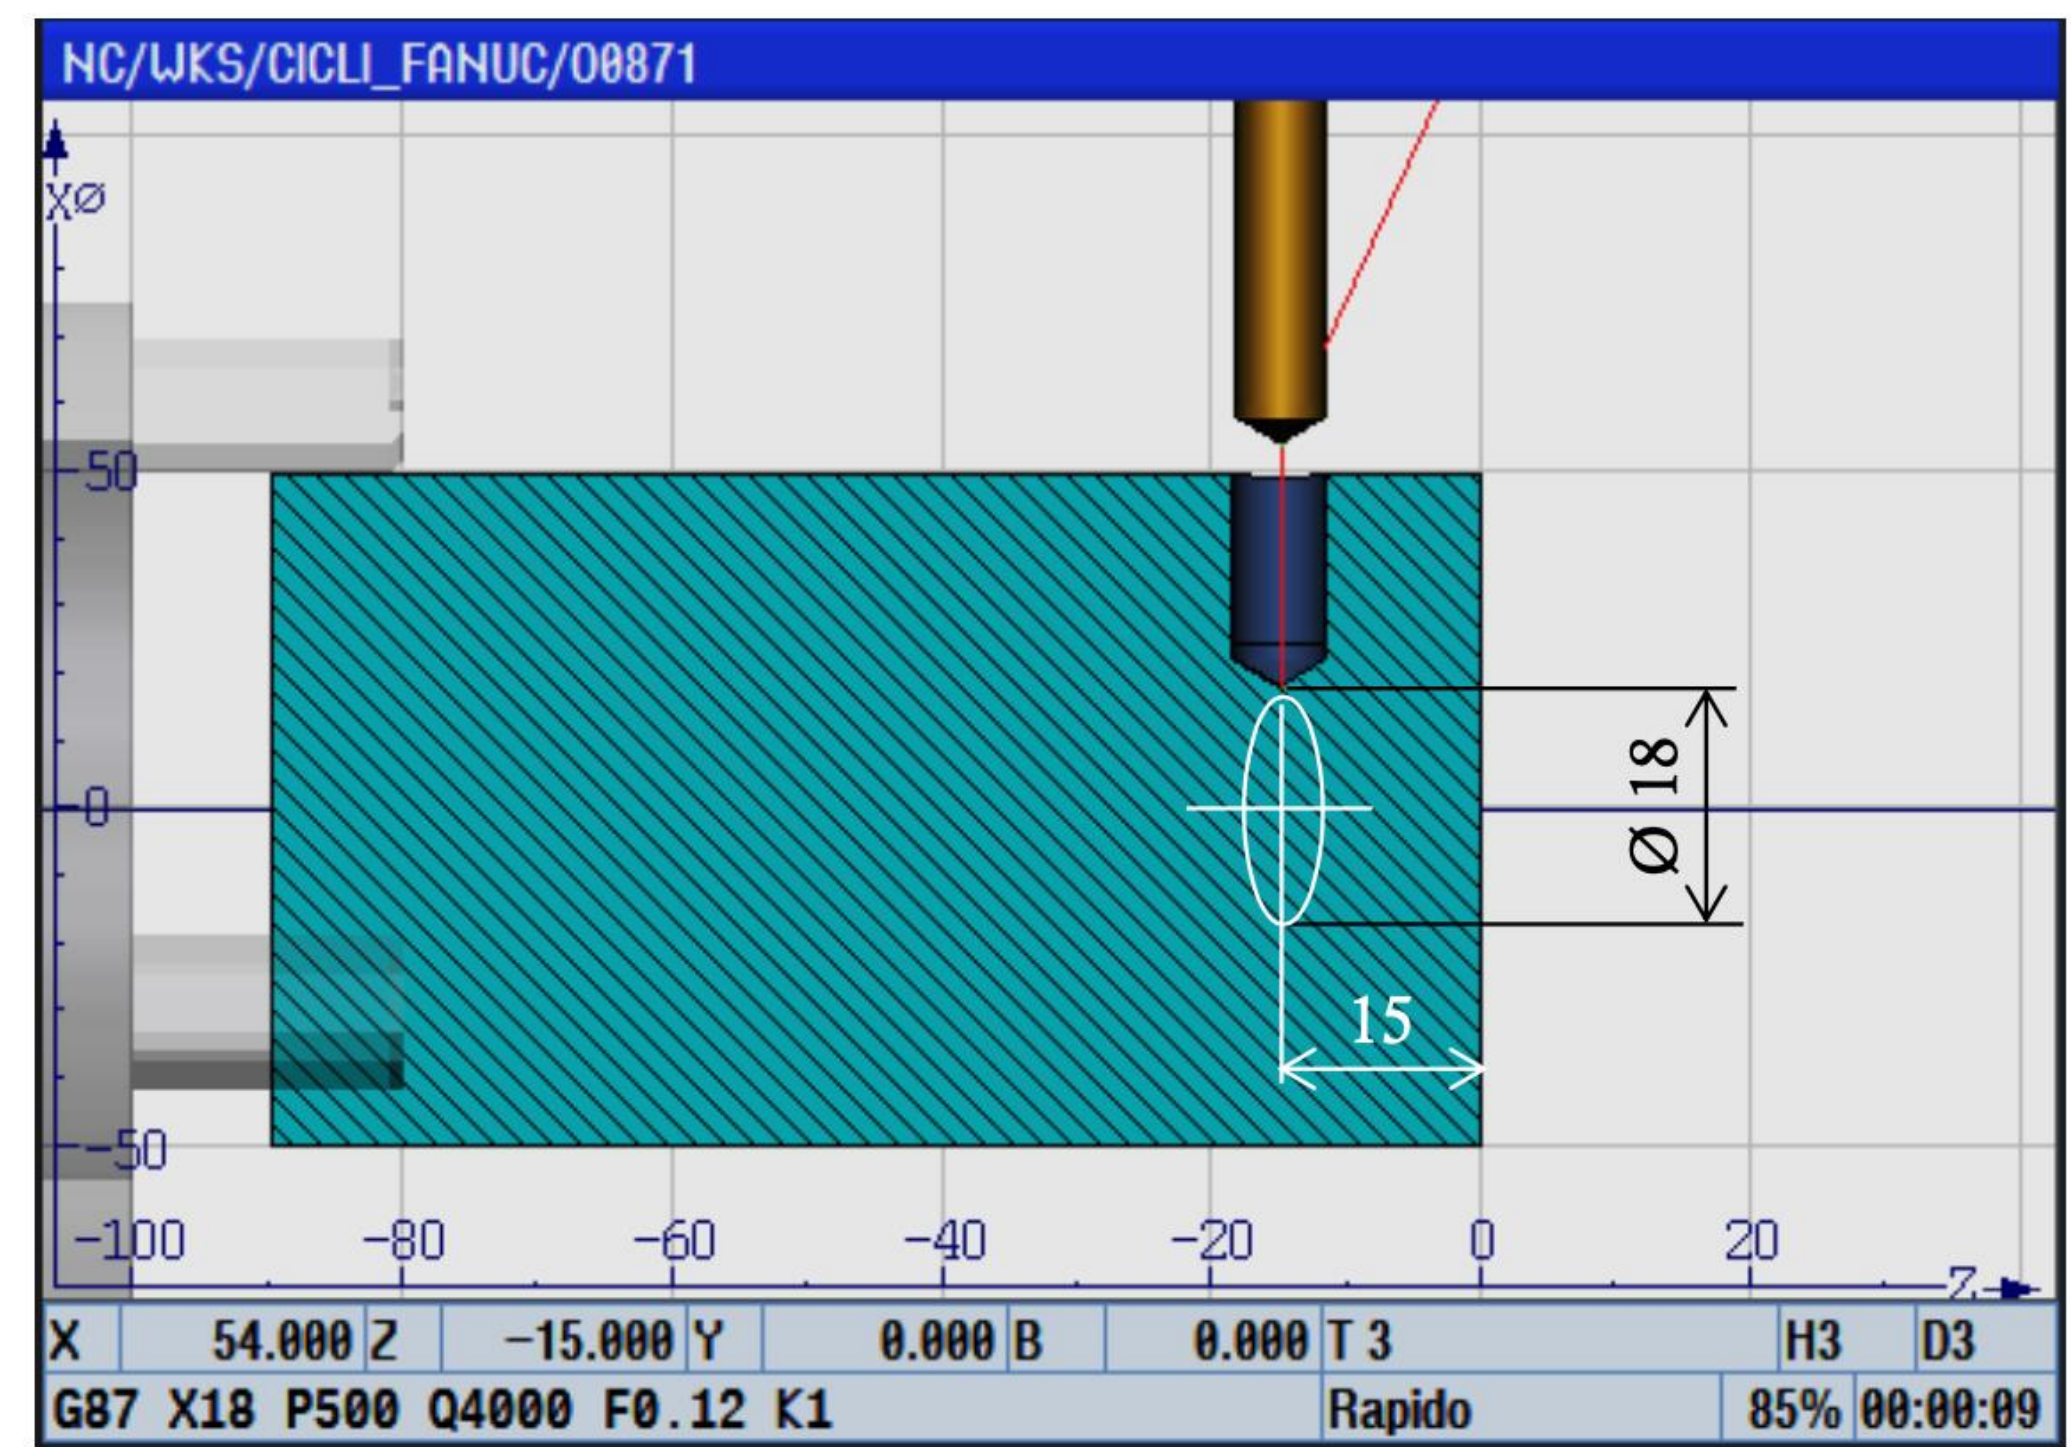 NC/WKS/CICLI_FANUC/O0871
XØ
50
0
-50
Ø 18
15
-100 -80 -60 -40 -20 0 20
Z
X 54.000 Z -15.000 Y 0.000 B 0.000 T 3 H3 D3
G87 X18 P500 Q4000 F0.12 K1 Rapido 85% 00:00:09